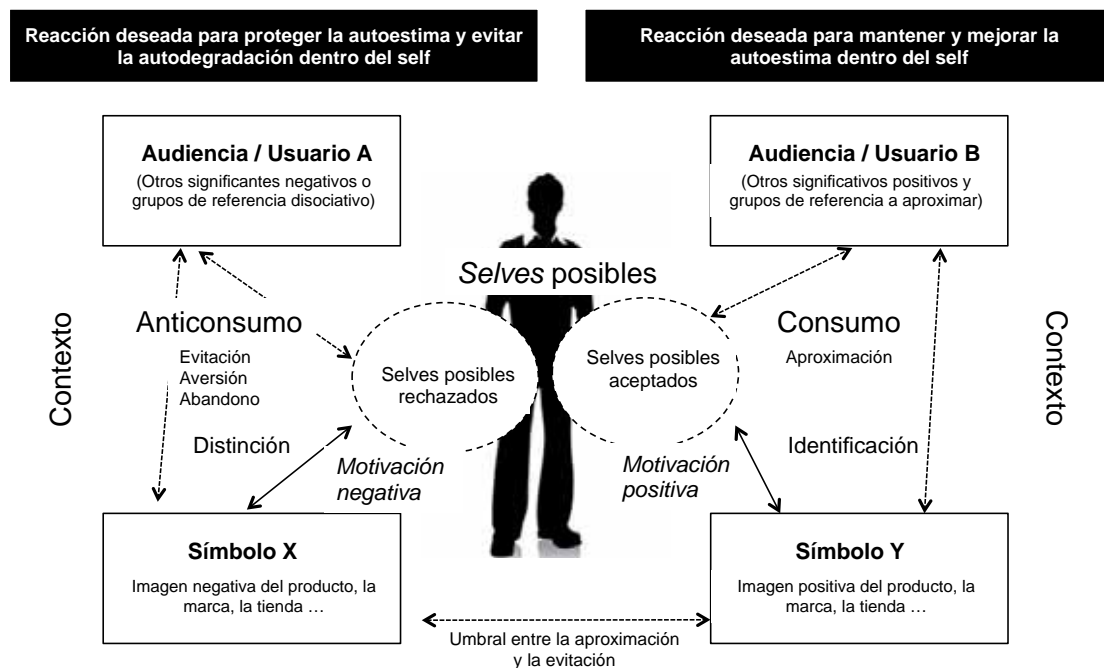 Reacción deseada para proteger la autoestima y evitar
la autodegradación dentro del self
Reacción deseada para mantener y mejorar la
autoestima dentro del self
Audiencia / Usuario A
(Otros significantes negativos o
grupos de referencia disociativo)
Audiencia / Usuario B
(Otros significativos positivos y
grupos de referencia a aproximar)
Selves posibles
Contexto
Anticonsumo
Evitación
Aversión
Abandono
Distinción
Selves posibles
rechazados
Selves posibles
aceptados
Consumo
Aproximación
Identificación
Contexto
Motivación
negativa
Motivación
positiva
Símbolo X
Imagen negativa del producto, la
marca, la tienda …
Símbolo Y
Imagen positiva del producto, la
marca, la tienda …
Umbral entre la aproximación
y la evitación